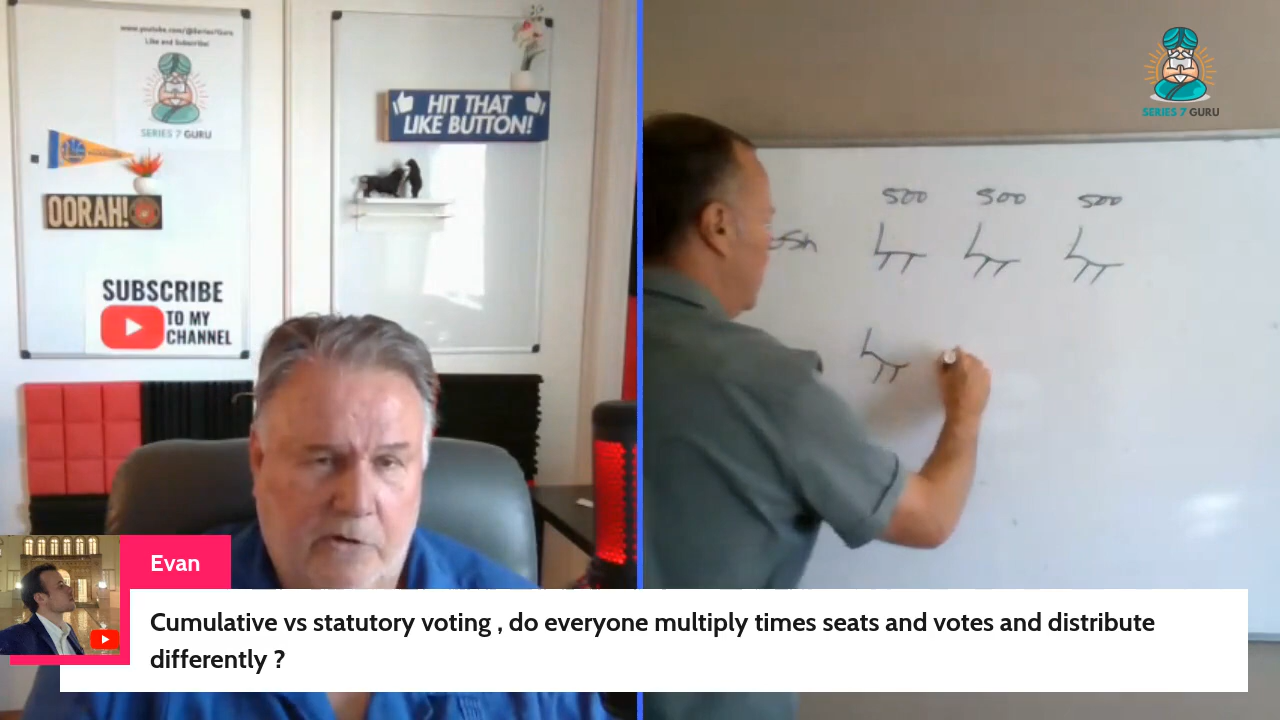 www.youtube.com/@Series7Guru
Like and Subscribe!
SERIES 7 GURU
HIT THAT
LIKE BUTTON!
OORAH!
SUBSCRIBE
TO MY
CHANNEL
SERIES 7 GURU
500 500 500
Evan
Cumulative vs statutory voting , do everyone multiply times seats and votes and distribute
differently ?